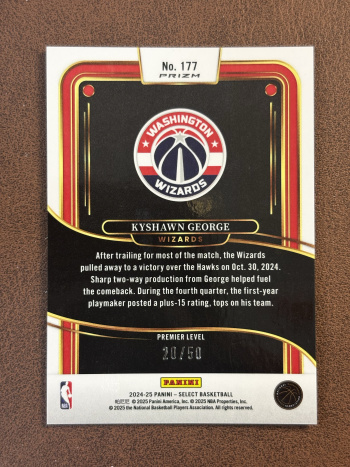 No. 177
PRIZM
WASHINGTON
WIZARDS
KYSHAWN GEORGE
WIZARDS
After trailing for most of the match, the Wizards
pulled away to a victory over the Hawks on Oct. 30, 2024.
Sharp two-way production from George helped fuel
the comeback. During the fourth quarter, the first-year
playmaker posted a plus-15 rating, tops on his team.
PREMIER LEVEL
20/50
PANINI
2024-25 PANINI – SELECT BASKETBALL
© 2025 Panini America, Inc. © 2025 NBA Properties, Inc.
© 2025 the National Basketball Players Association. All rights reserved.
NBA